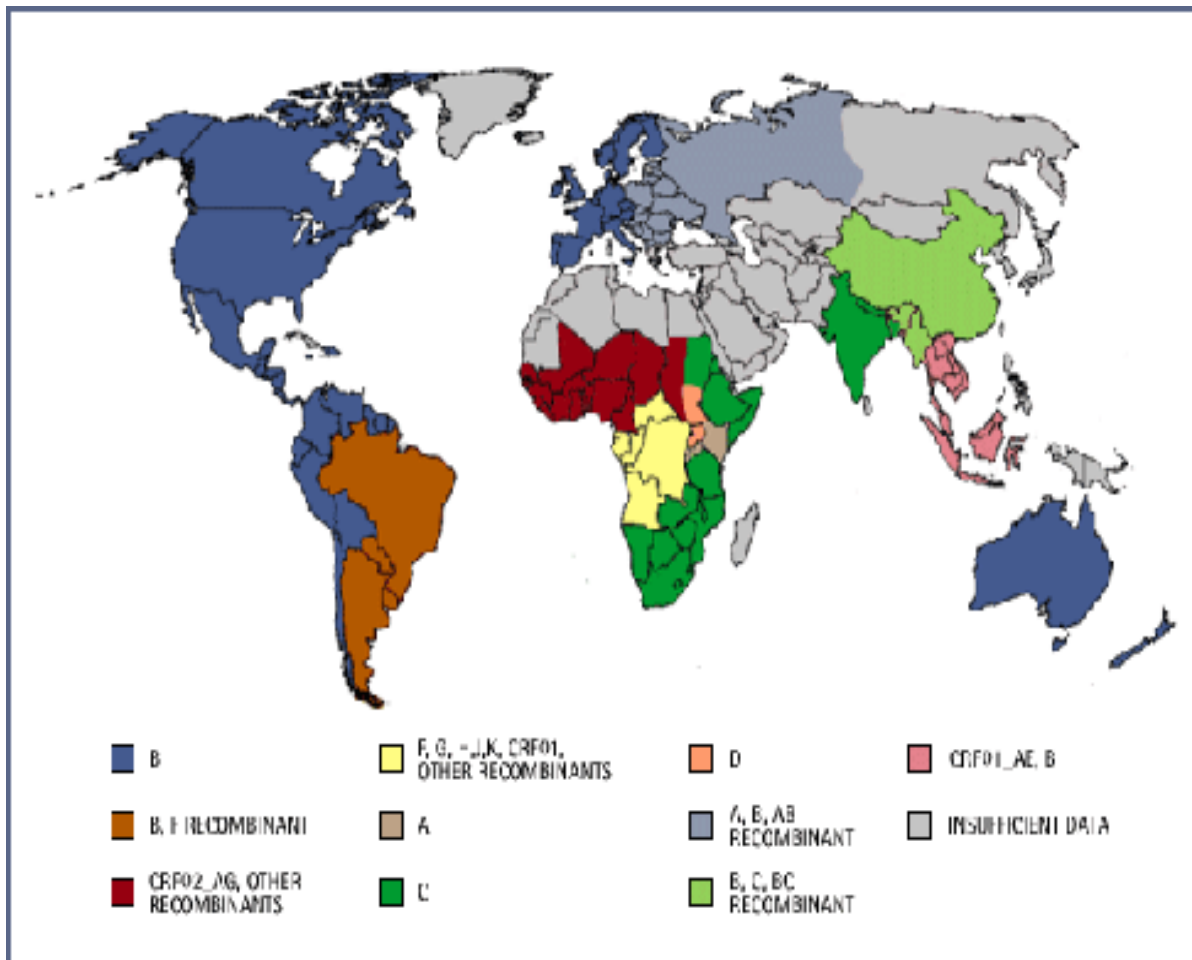 B
F, G, H,J,K, CRF01,
OTHER RECOMBINANTS
D
CRF01_AE, B
B, F RECOMBINANT
A
A, B, AB
RECOMBINANT
INSUFFICIENT DATA
CRF02_AG, OTHER
RECOMBINANTS
C
B, C, BC
RECOMBINANT